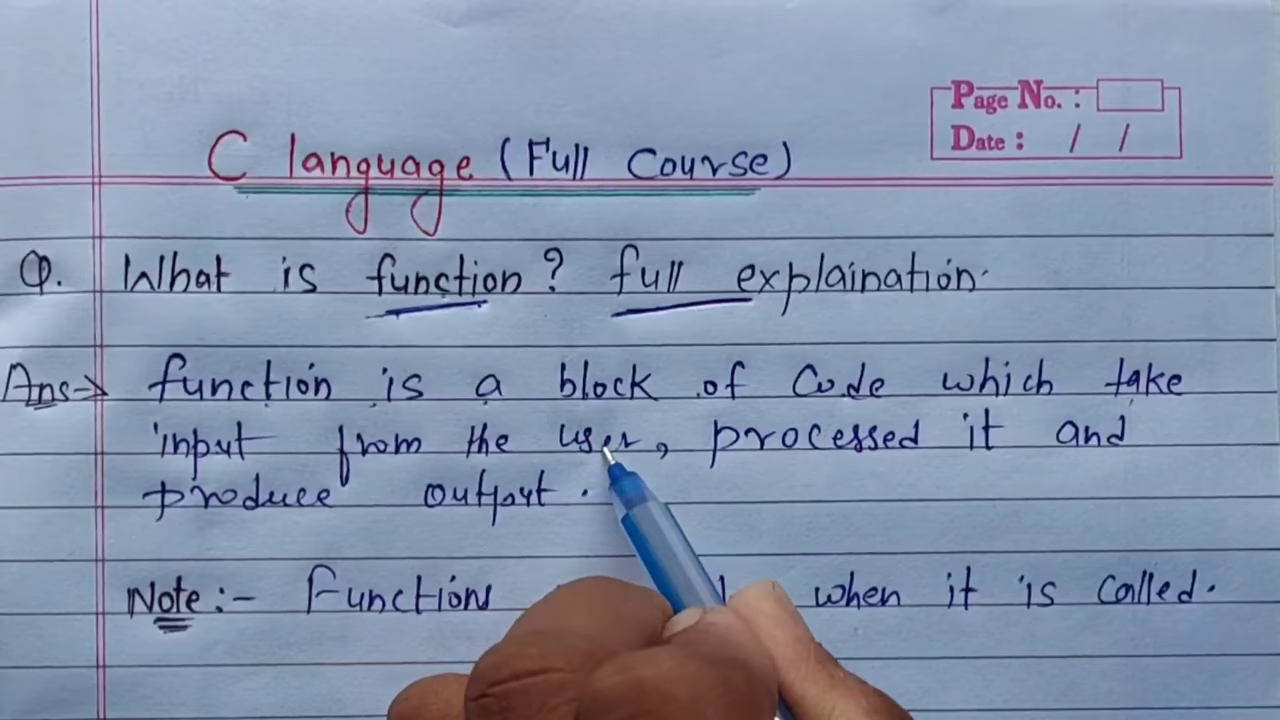 Page No. :
Date : / /
C language (Full Course)
Q. What is function? full explaination.
Ans→ function is a block of Code which take
input from the user, processed it and
produce output.
Note :- Functions when it is called.